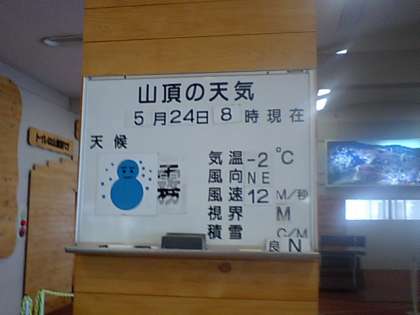 山頂の天気
5月24日 8 時現在
天候
霧
気温 -2 ℃
風向 NE
風速 12 M/秒
視界 M
積雪 C/M
良 N